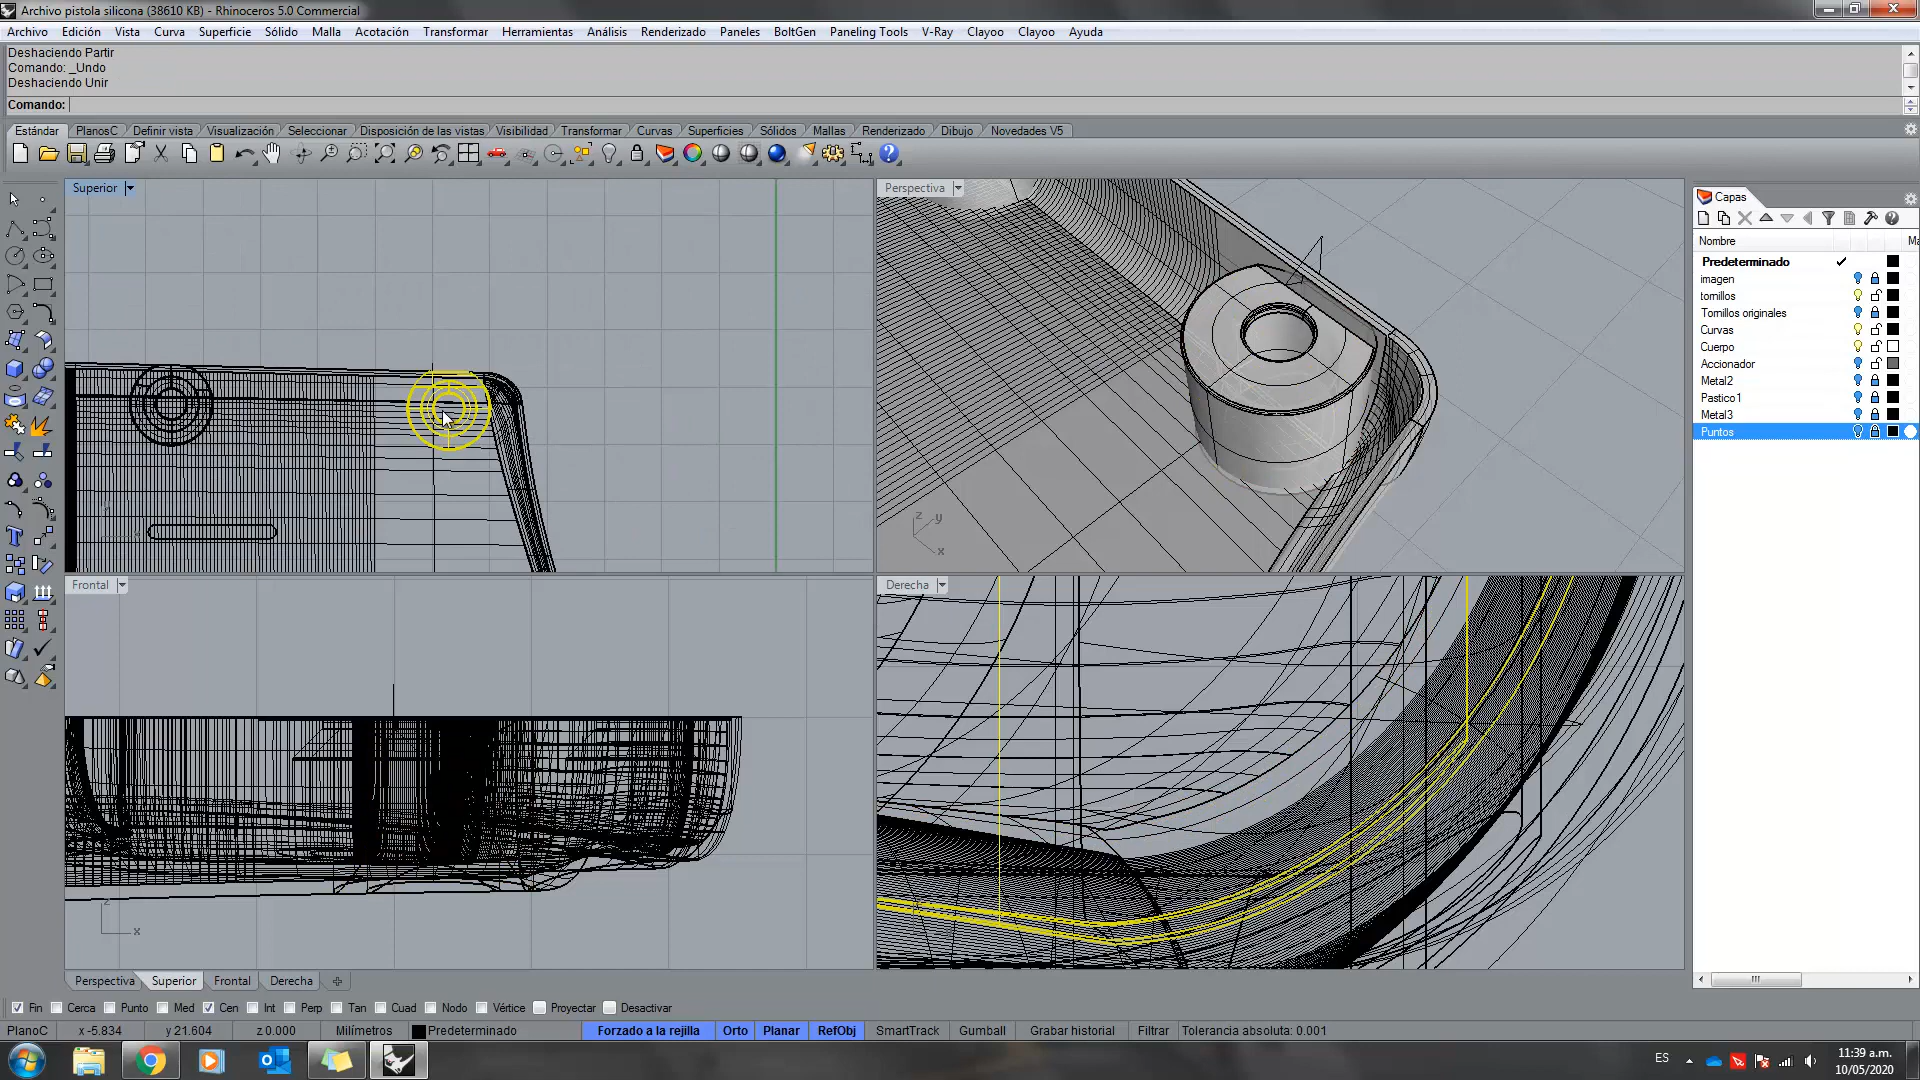 Archivo pistola silicona (38610 KB) - Rhinoceros 5.0 Commercial
Archivo Edición Vista Curva Superficie Sólido Malla Acotación Transformar Herramientas Análisis Renderizado Paneles BoltGen Paneling Tools V-Ray Clayoo Clayoo Ayuda
Deshaciendo Partir
Comando: _Undo
Deshaciendo Unir
Comando:
Estándar PlanosC Definir vista Visualización Seleccionar Disposición de las vistas Visibilidad Transformar Curvas Superficies Sólidos Mallas Renderizado Dibujo Novedades V5
Superior
Perspectiva
Capas
Nombre Ma
Predeterminado
imagen
tornillos
Tornillos originales
Curvas
Cuerpo
Accionador
Metal2
Pastico1
Metal3
Puntos
z y
x
Frontal
Derecha
z
x
Perspectiva Superior Frontal Derecha
Fin Cerca Punto Med Cen Int Perp Tan Cuad Nodo Vértice Proyectar Desactivar
PlanoC x -5.834 y 21.604 z 0.000 Milímetros Predeterminado Forzado a la rejilla Orto Planar RefObj SmartTrack Gumball Grabar historial Filtrar Tolerancia absoluta: 0.001
ES
11:39 a.m.
10/05/2020